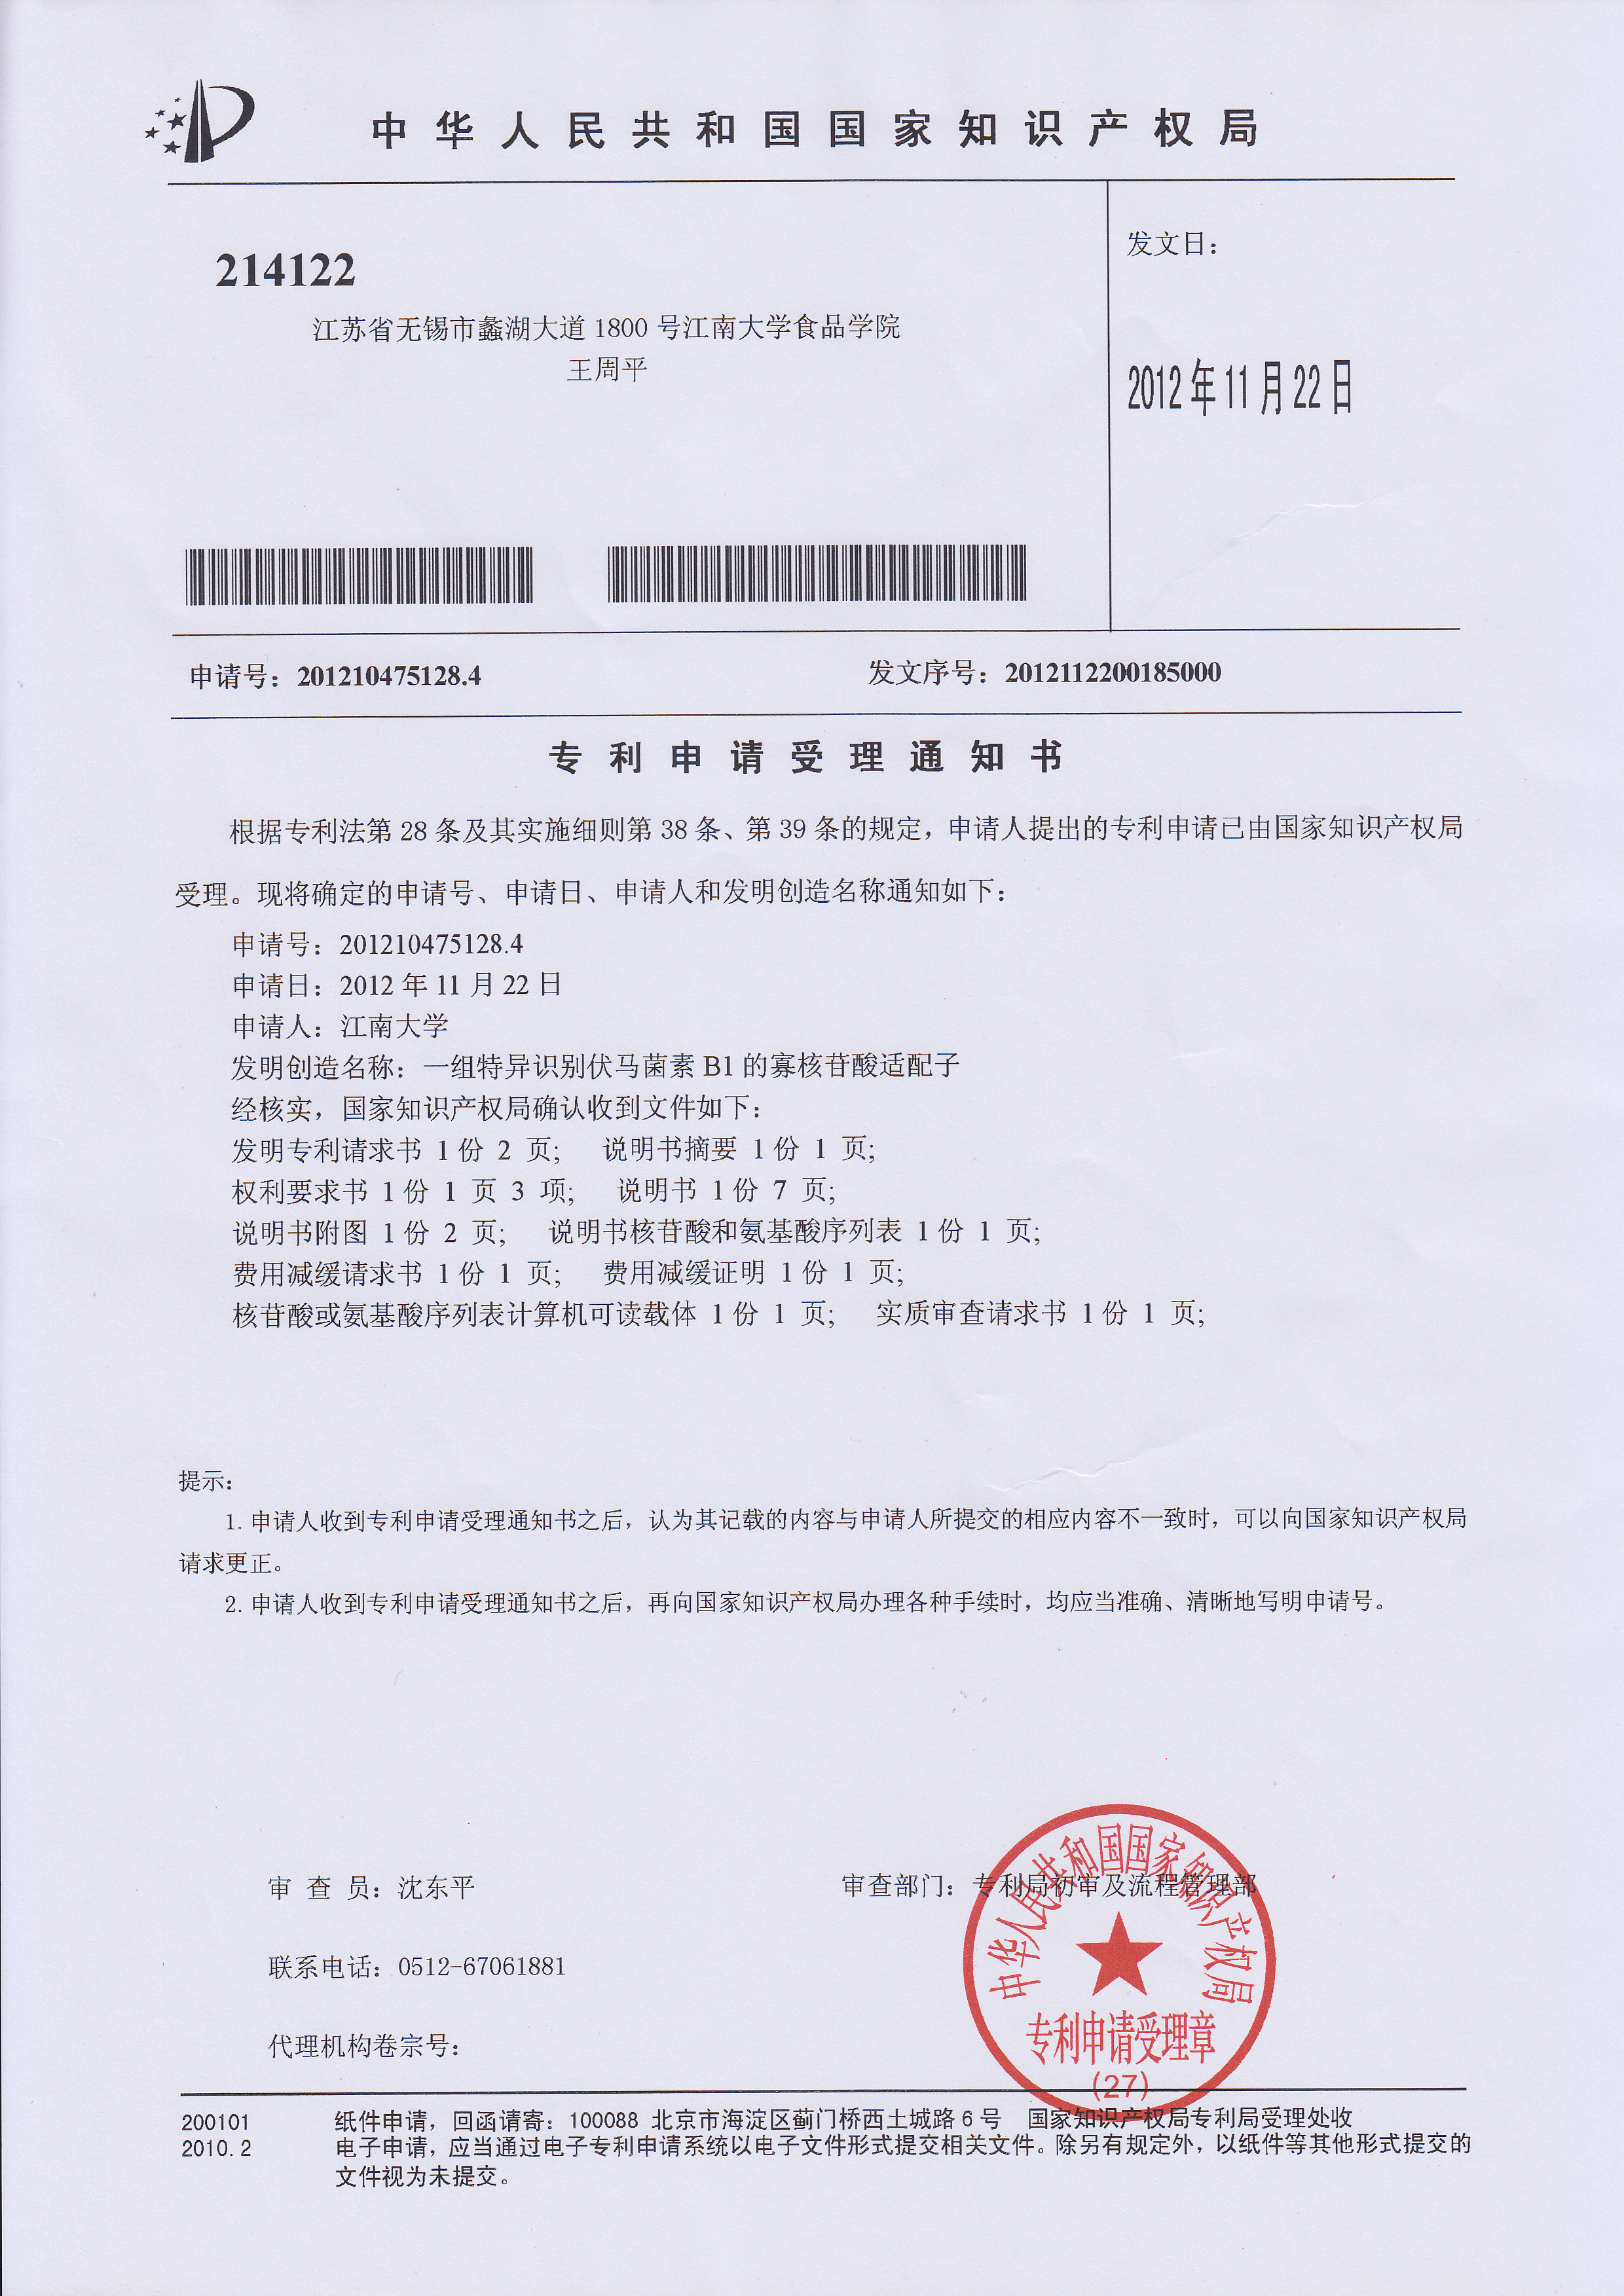 中华人民共和国国家知识产权局
214122
江苏省无锡市蠡湖大道 1800 号江南大学食品学院
王周平
发文日：
2012 年 11 月 22 日
申请号：201210475128.4
发文序号：2012112200185000
专利申请受理通知书
根据专利法第 28 条及其实施细则第 38 条、第 39 条的规定，申请人提出的专利申请已由国家知识产权局
受理。现将确定的申请号、申请日、申请人和发明创造名称通知如下：
申请号：201210475128.4
申请日：2012 年 11 月 22 日
申请人：江南大学
发明创造名称：一组特异识别伏马菌素 B1 的寡核苷酸适配子
经核实，国家知识产权局确认收到文件如下：
发明专利请求书 1 份 2 页; 说明书摘要 1 份 1 页;
权利要求书 1 份 1 页 3 项; 说明书 1 份 7 页;
说明书附图 1 份 2 页; 说明书核苷酸和氨基酸序列表 1 份 1 页;
费用减缓请求书 1 份 1 页; 费用减缓证明 1 份 1 页;
核苷酸或氨基酸序列表计算机可读载体 1 份 1 页; 实质审查请求书 1 份 1 页;
提示：
1. 申请人收到专利申请受理通知书之后，认为其记载的内容与申请人所提交的相应内容不一致时，可以向国家知识产权局
请求更正。
2. 申请人收到专利申请受理通知书之后，再向国家知识产权局办理各种手续时，均应当准确、清晰地写明申请号。
审 查 员：沈东平
审查部门：专利局初审及流程管理部
联系电话：0512-67061881
代理机构卷宗号：
中华人民共和国国家知识产权局
专利申请受理章
(27)
200101
2010.2
纸件申请，回函请寄：100088 北京市海淀区蓟门桥西土城路 6 号 国家知识产权局专利局受理处收
电子申请，应当通过电子专利申请系统以电子文件形式提交相关文件。除另有规定外，以纸件等其他形式提交的
文件视为未提交。